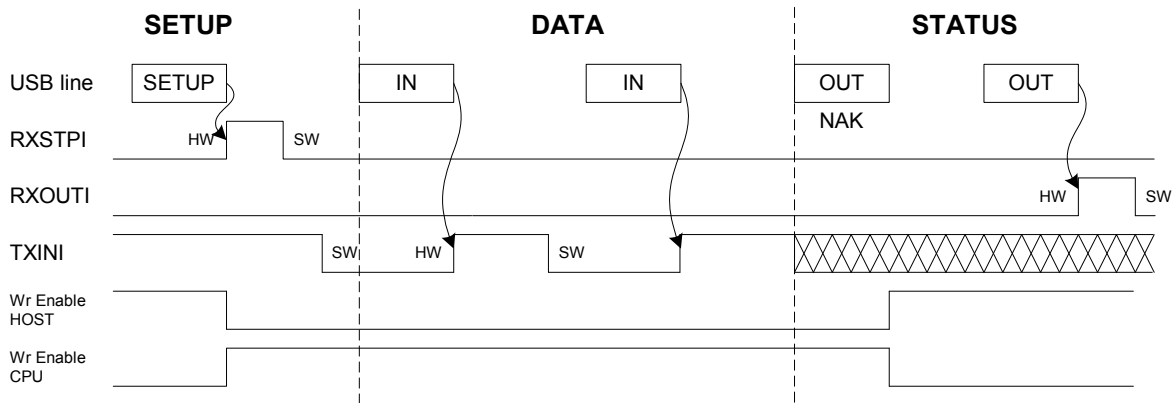 SETUP DATA STATUS
USB line SETUP IN IN OUT OUT
NAK
RXSTPI HW SW
RXOUTI HW SW
TXINI SW HW SW
Wr Enable
HOST
Wr Enable
CPU